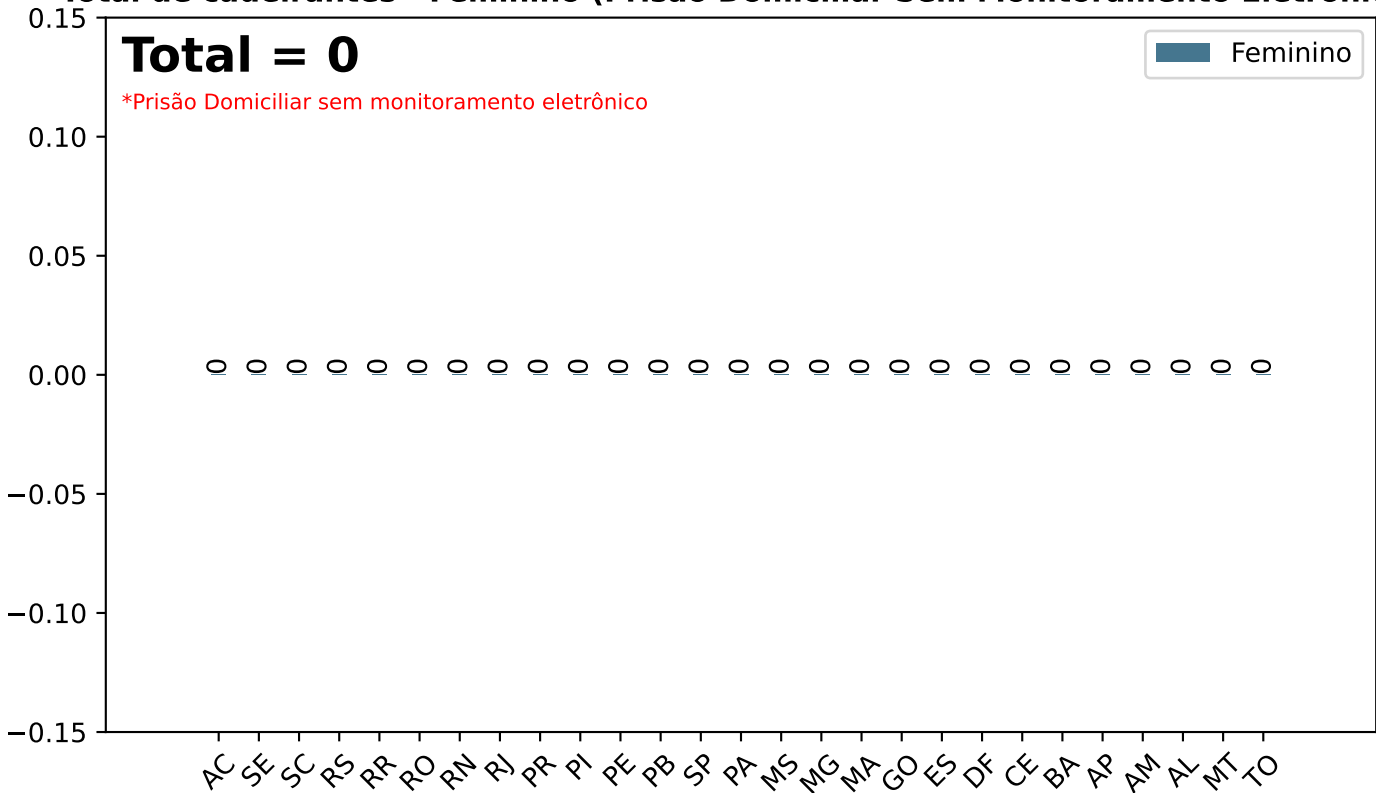 Total = 0
Feminino
*Prisão Domiciliar sem monitoramento eletrônico
0.15
0.10
0.05
0.00
−0.05
−0.10
−0.15
0 0 0 0 0 0 0 0 0 0 0 0 0 0 0 0 0 0 0 0 0 0 0 0 0 0 0
AC SE SC RS RR RO RN RJ PR PI PE PB SP PA MS MG MA GO ES DF CE BA AP AM AL MT TO